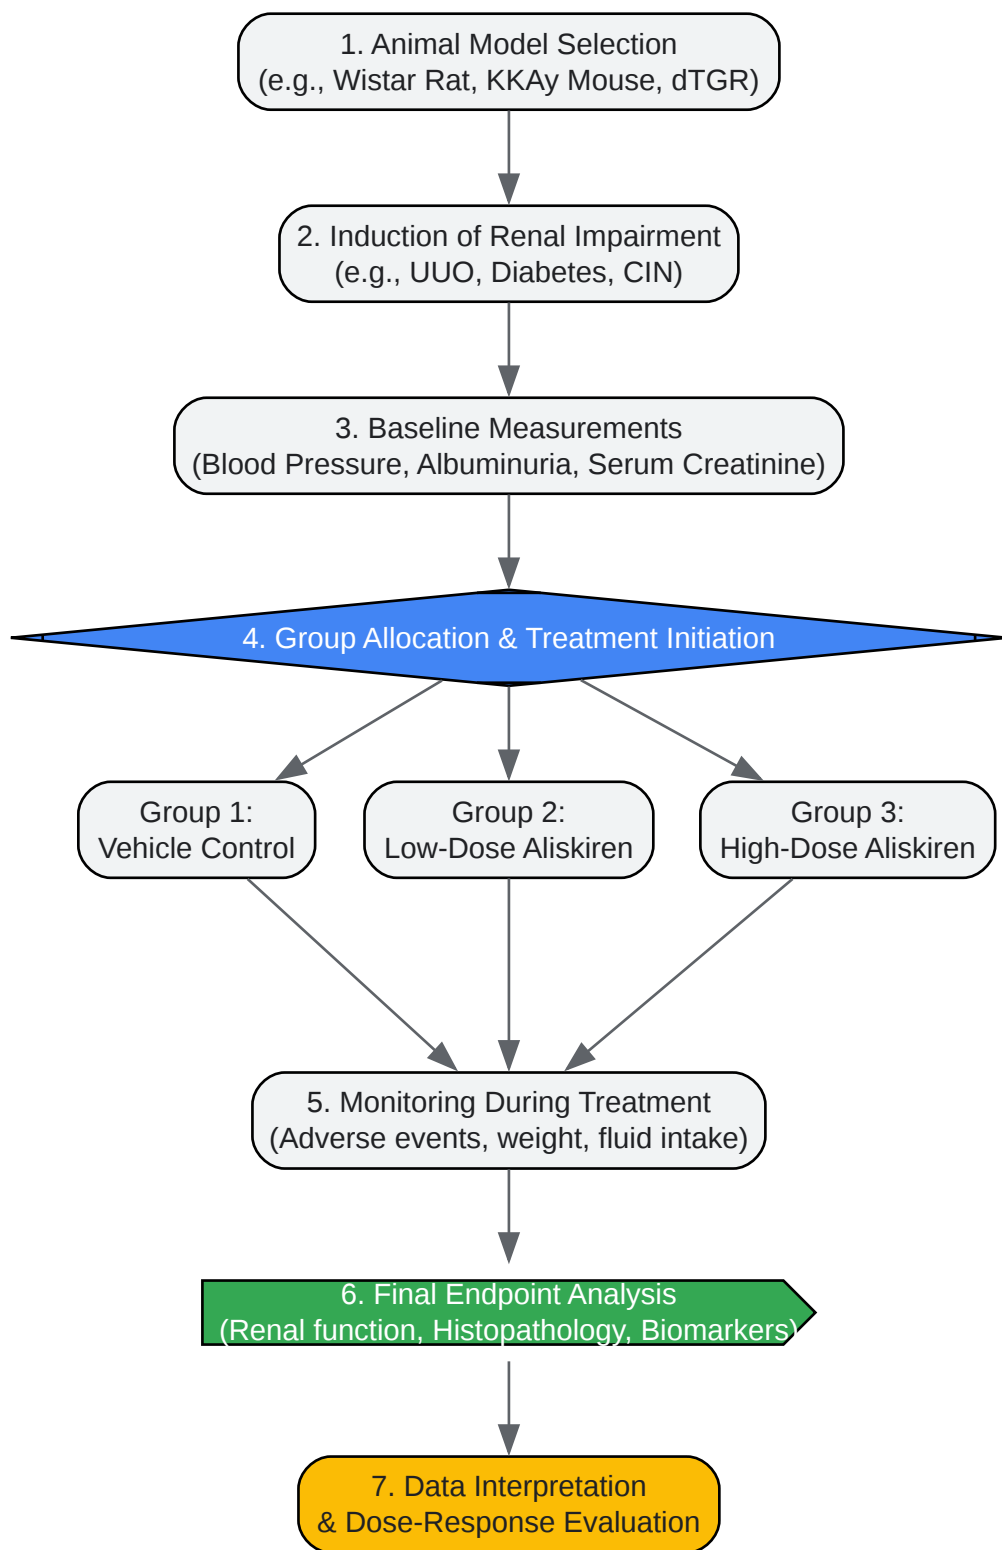 1. Animal Model Selection
(e.g., Wistar Rat, KKAy Mouse, dTGR)
2. Induction of Renal Impairment
(e.g., UUO, Diabetes, CIN)
3. Baseline Measurements
(Blood Pressure, Albuminuria, Serum Creatinine)
4. Group Allocation & Treatment Initiation
Group 1:
Vehicle Control
Group 2:
Low-Dose Aliskiren
Group 3:
High-Dose Aliskiren
5. Monitoring During Treatment
(Adverse events, weight, fluid intake)
6. Final Endpoint Analysis
(Renal function, Histopathology, Biomarkers)
7. Data Interpretation
& Dose-Response Evaluation